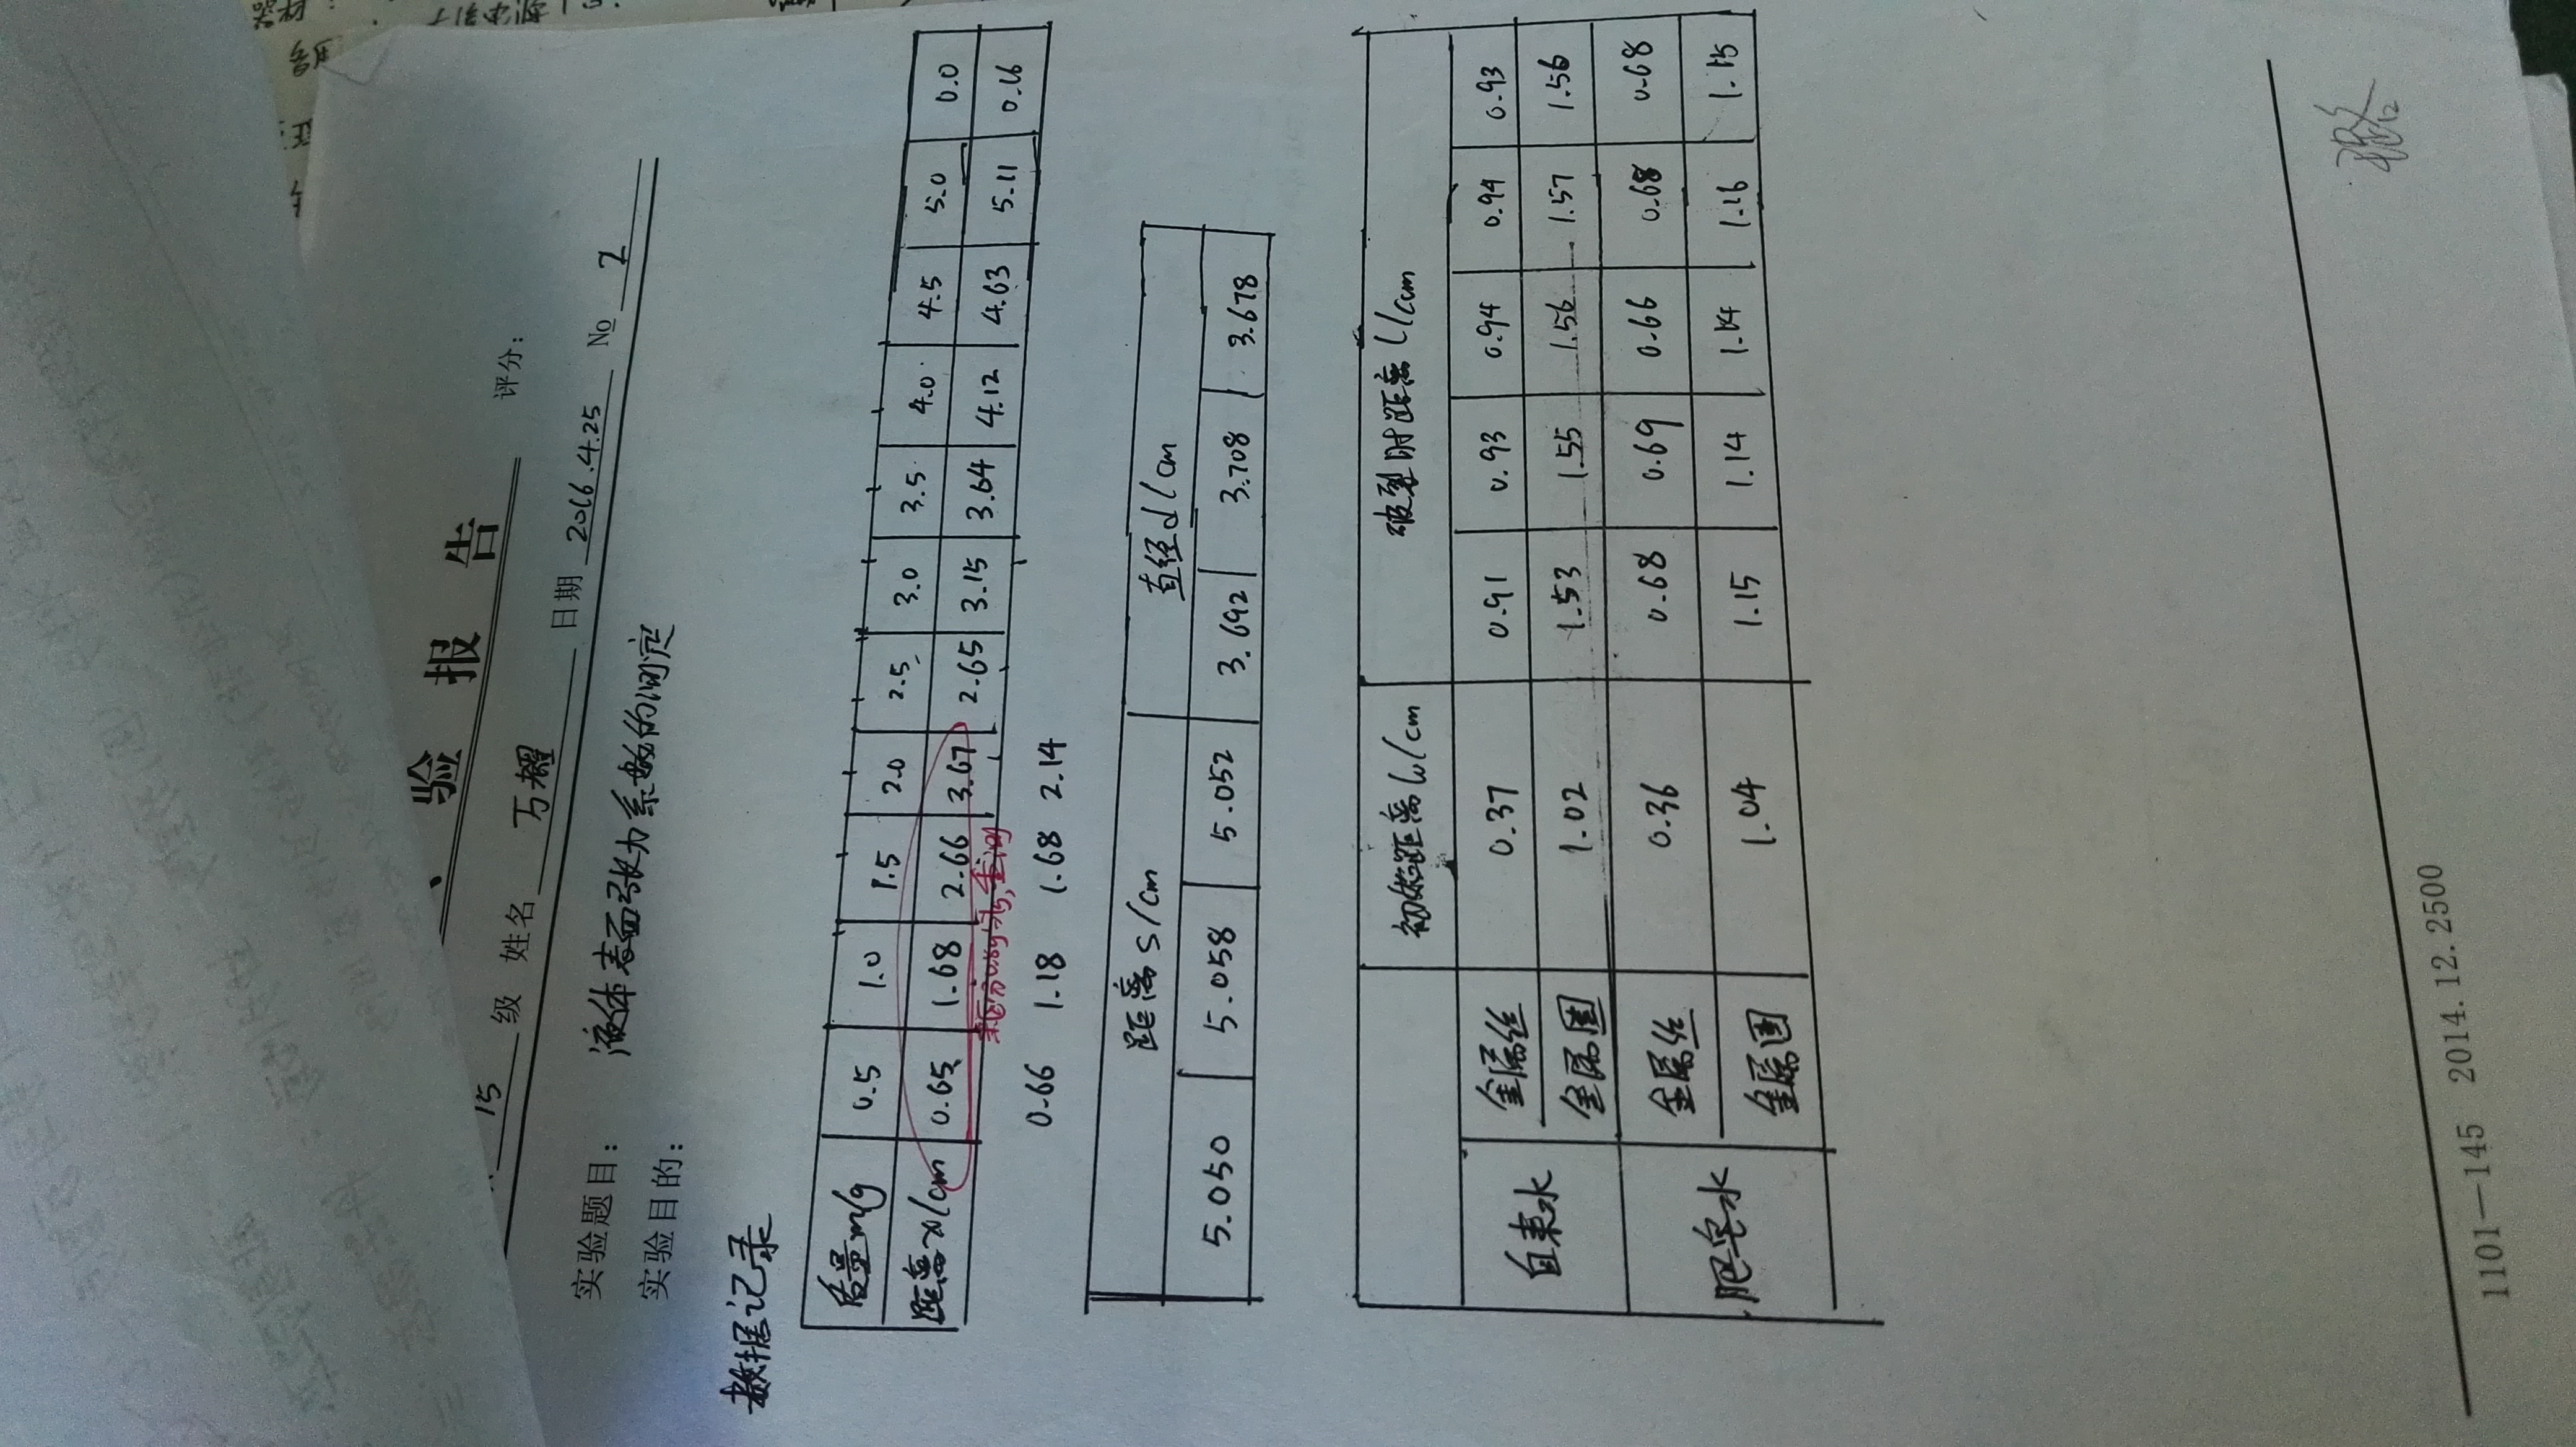 验 报 告
评分:
15 级 姓名 万耀 日期 2016.4.25 No 2
实验题目: 液体表面张力系数的测定
实验目的:
数据记录
质量m/g 0.5 1.0 1.5 2.0 2.5 3.0 3.5 4.0 4.5 5.0 0.0
距离x/cm 0.65 1.68 2.66 3.67 2.65 3.15 3.64 4.12 4.63 5.11 0.16
0.66 1.18 1.68 2.14
距离s/cm 直径d/cm
5.050 5.058 5.052 3.692 3.708 3.678
初始距离l₀/cm 破裂时距离l/cm
自来水 金属丝 0.37 0.91 0.93 0.94 0.94 0.93
金属圈 1.02 1.53 1.55 1.56 1.57 1.56
肥皂水 金属丝 0.36 0.68 0.69 0.66 0.68 0.68
金属圈 1.04 1.15 1.14 1.14 1.16 1.15
1101—145 2014.12.2500